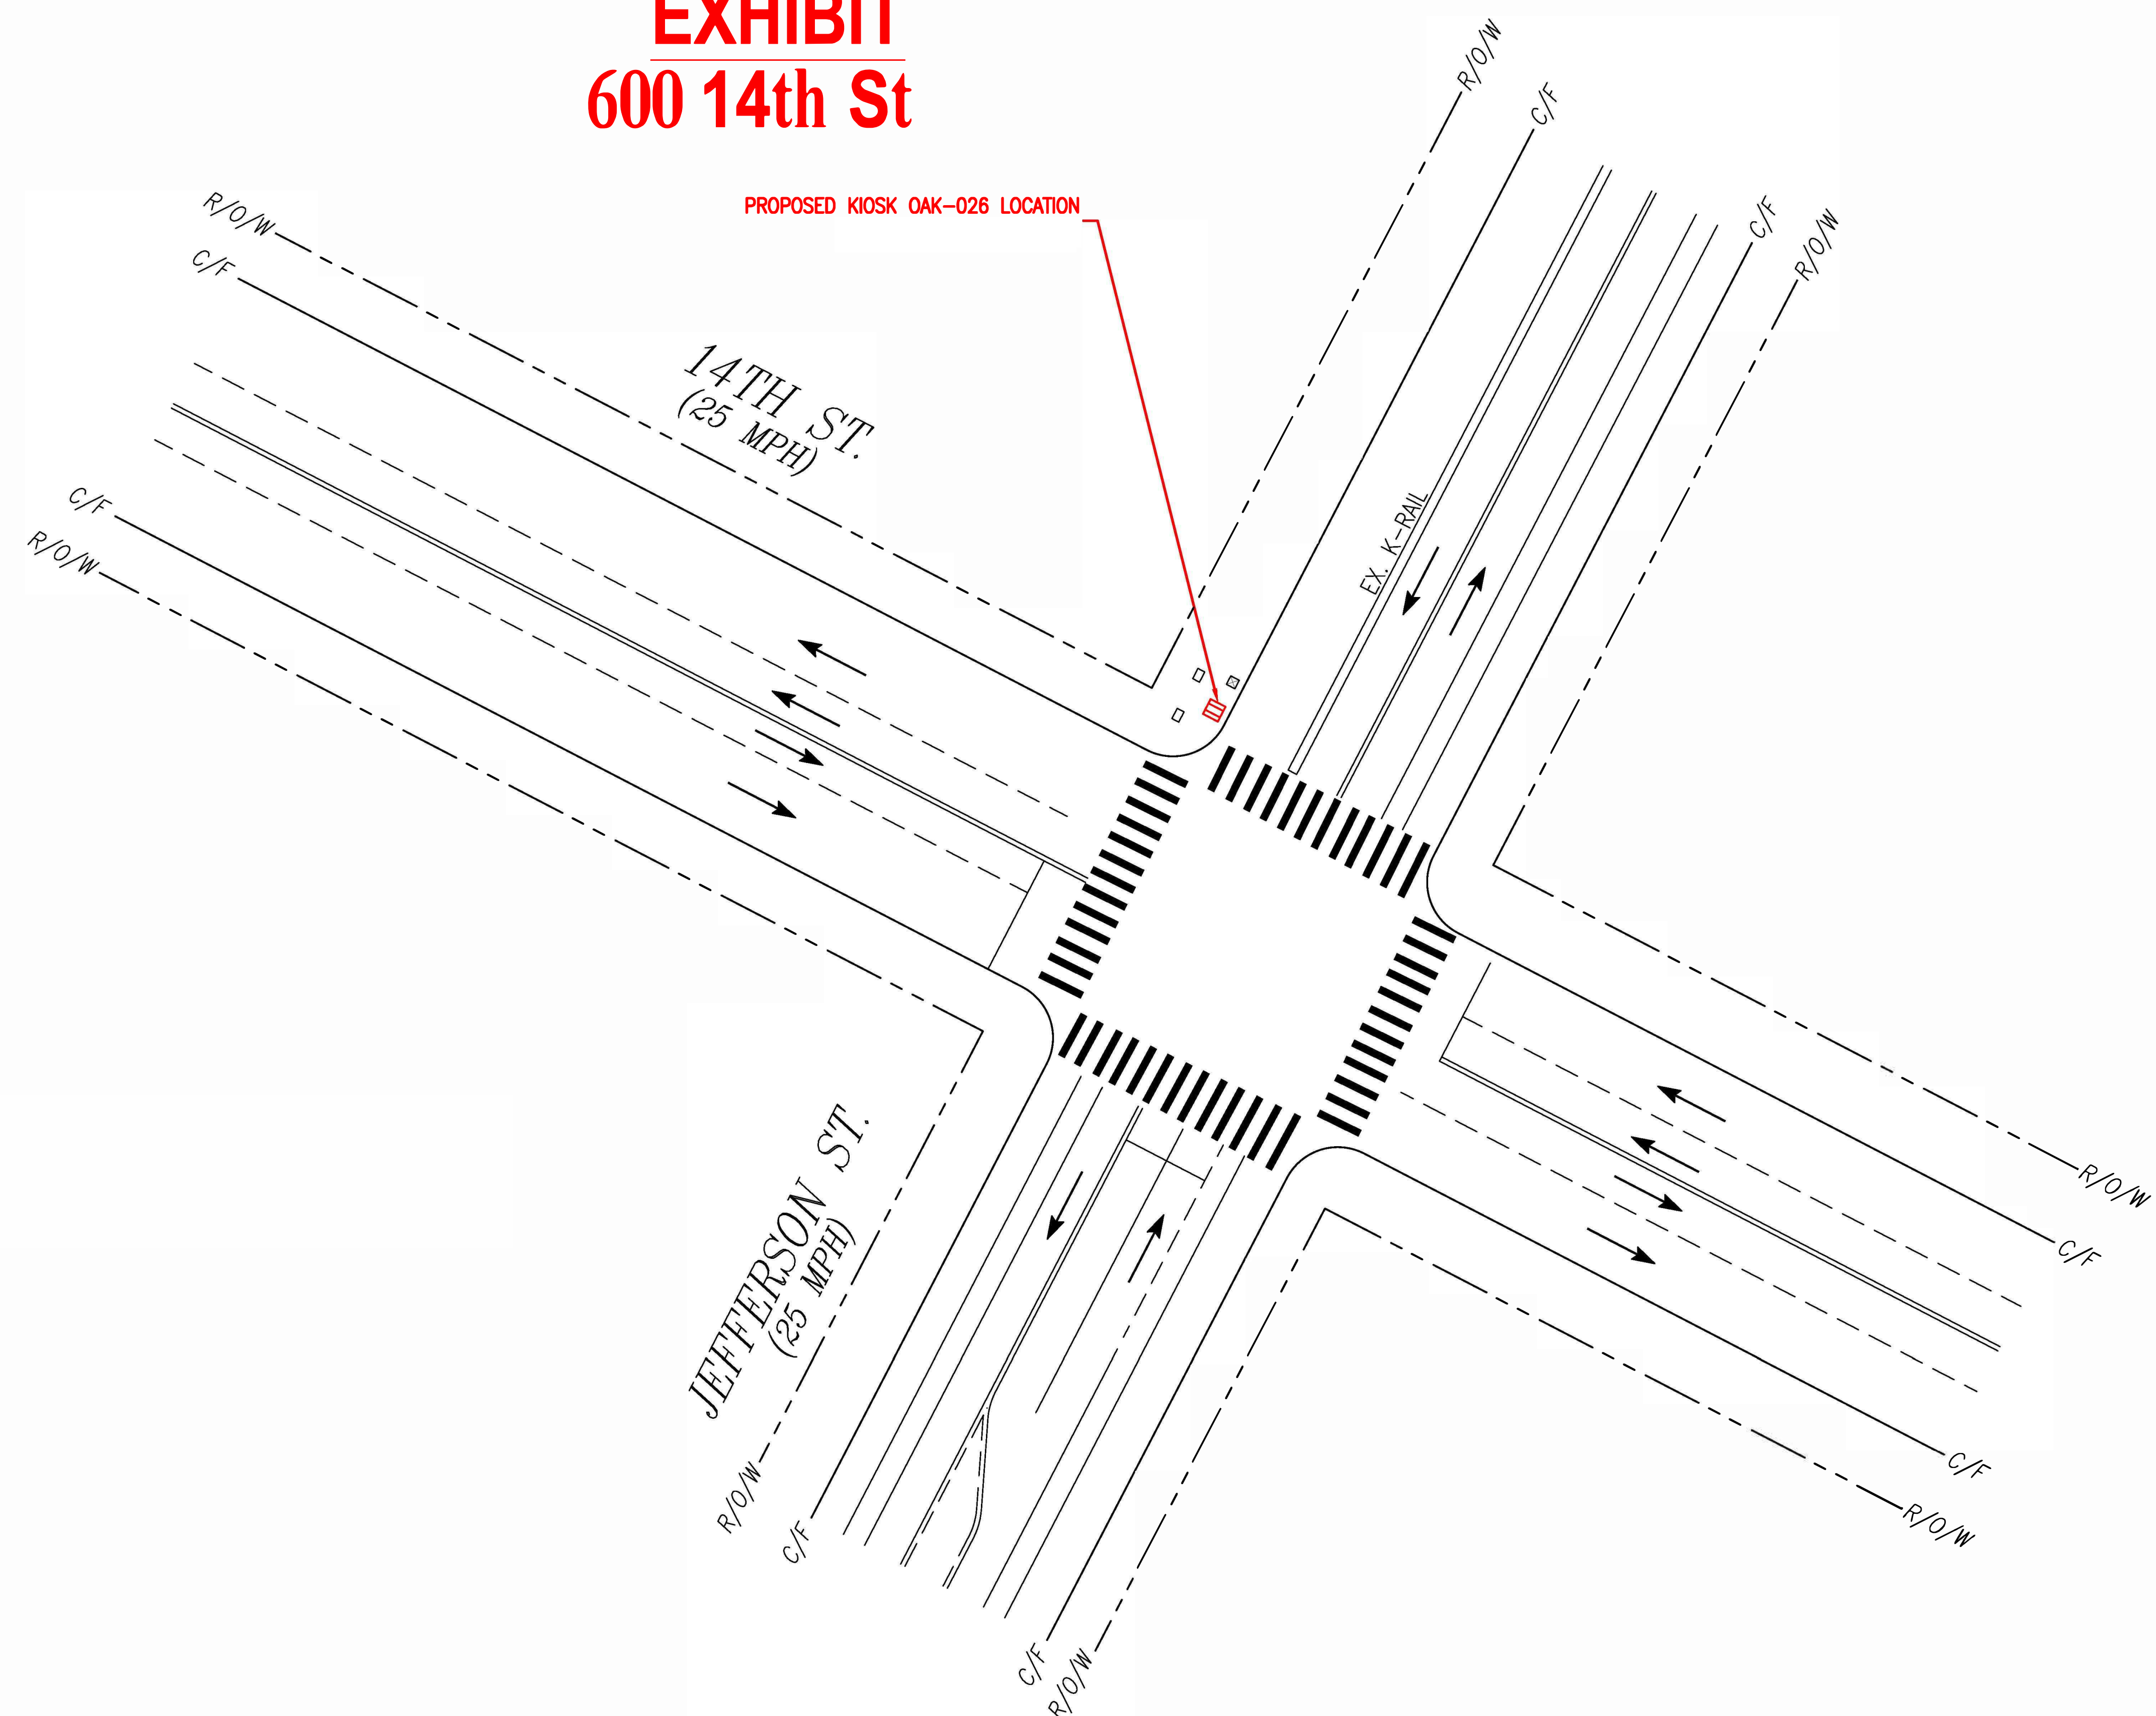 EXHIBIT
600 14th St
R/O/W
C/F
PROPOSED KIOSK OAK-026 LOCATION
R/O/W
C/F
C/F
R/O/W
14TH ST.
(25 MPH)
C/F
R/O/W
EX. K-RAIL
JEFFERSON ST.
(25 MPH)
R/O/W
C/F
R/O/W
C/F
C/F
R/O/W
C/F
R/O/W